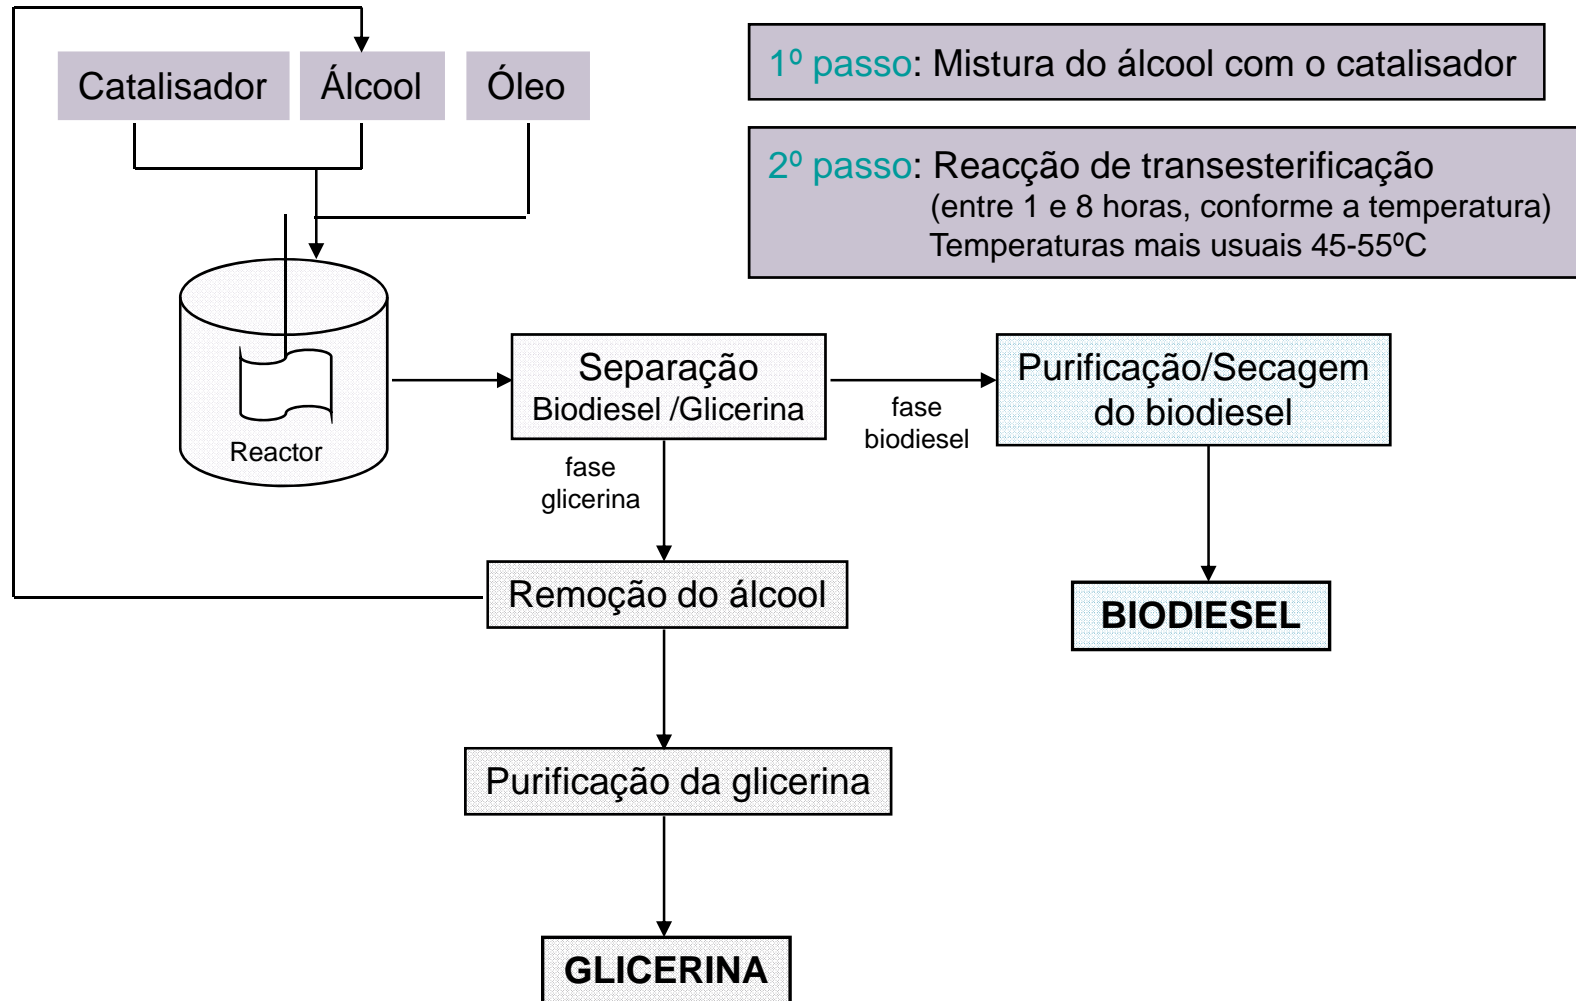 Catalisador
Álcool
Óleo
1º passo: Mistura do álcool com o catalisador
2º passo: Reacção de transesterificação
(entre 1 e 8 horas, conforme a temperatura)
Temperaturas mais usuais 45-55ºC
Reactor
Separação
Biodiesel /Glicerina
fase
biodiesel
Purificação/Secagem
do biodiesel
fase
glicerina
Remoção do álcool
BIODIESEL
Purificação da glicerina
GLICERINA